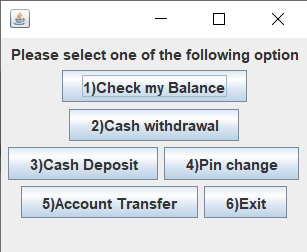 Please select one of the following option
1)Check my Balance
2)Cash withdrawal
3)Cash Deposit 4)Pin change
5)Account Transfer 6)Exit